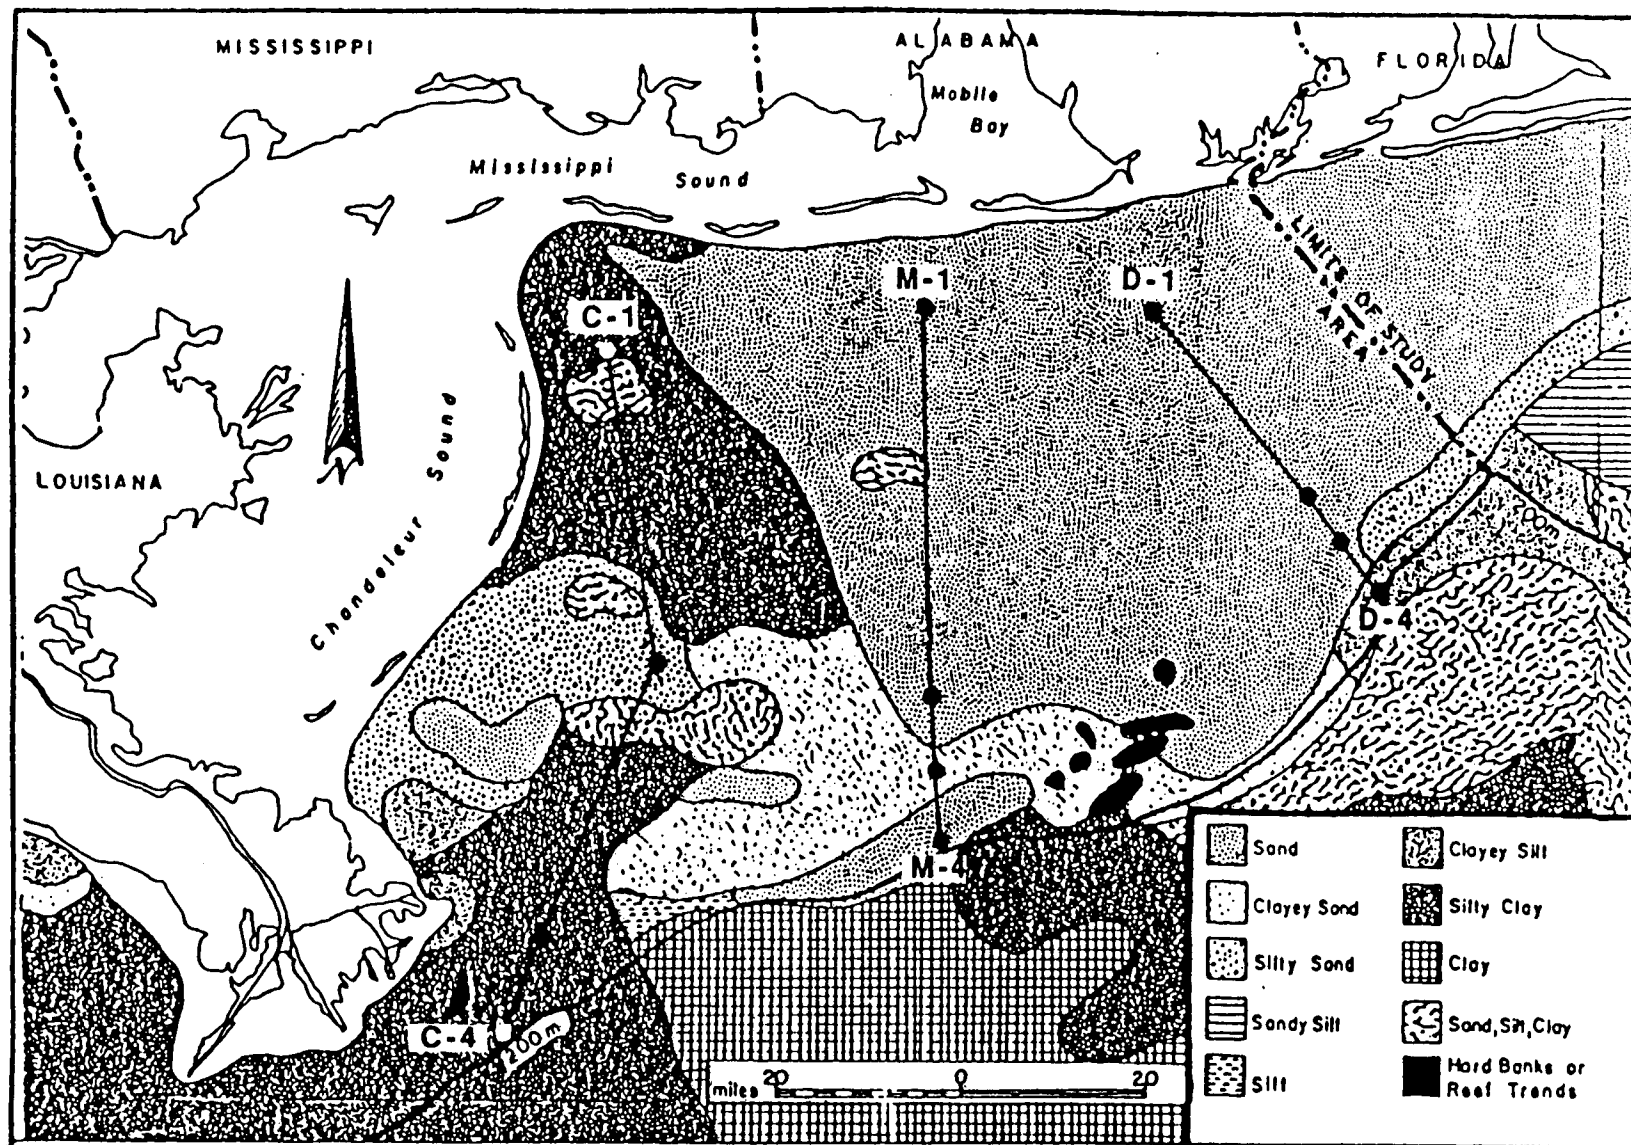 MISSISSIPPI
ALABAMA
FLORIDA
Mobile
Bay
Mississippi
Sound
LIMITS OF STUDY
AREA
M-1
D-1
C-1
LOUISIANA
Chandeleur Sound
200m
D-4
M-4
C-4
200m
miles 20 0 20
Sand
Clayey Sand
Silty Sand
Sandy Silt
Silt
Clayey Silt
Silty Clay
Clay
Sand, Silt, Clay
Hard Banks or
Reef Trends